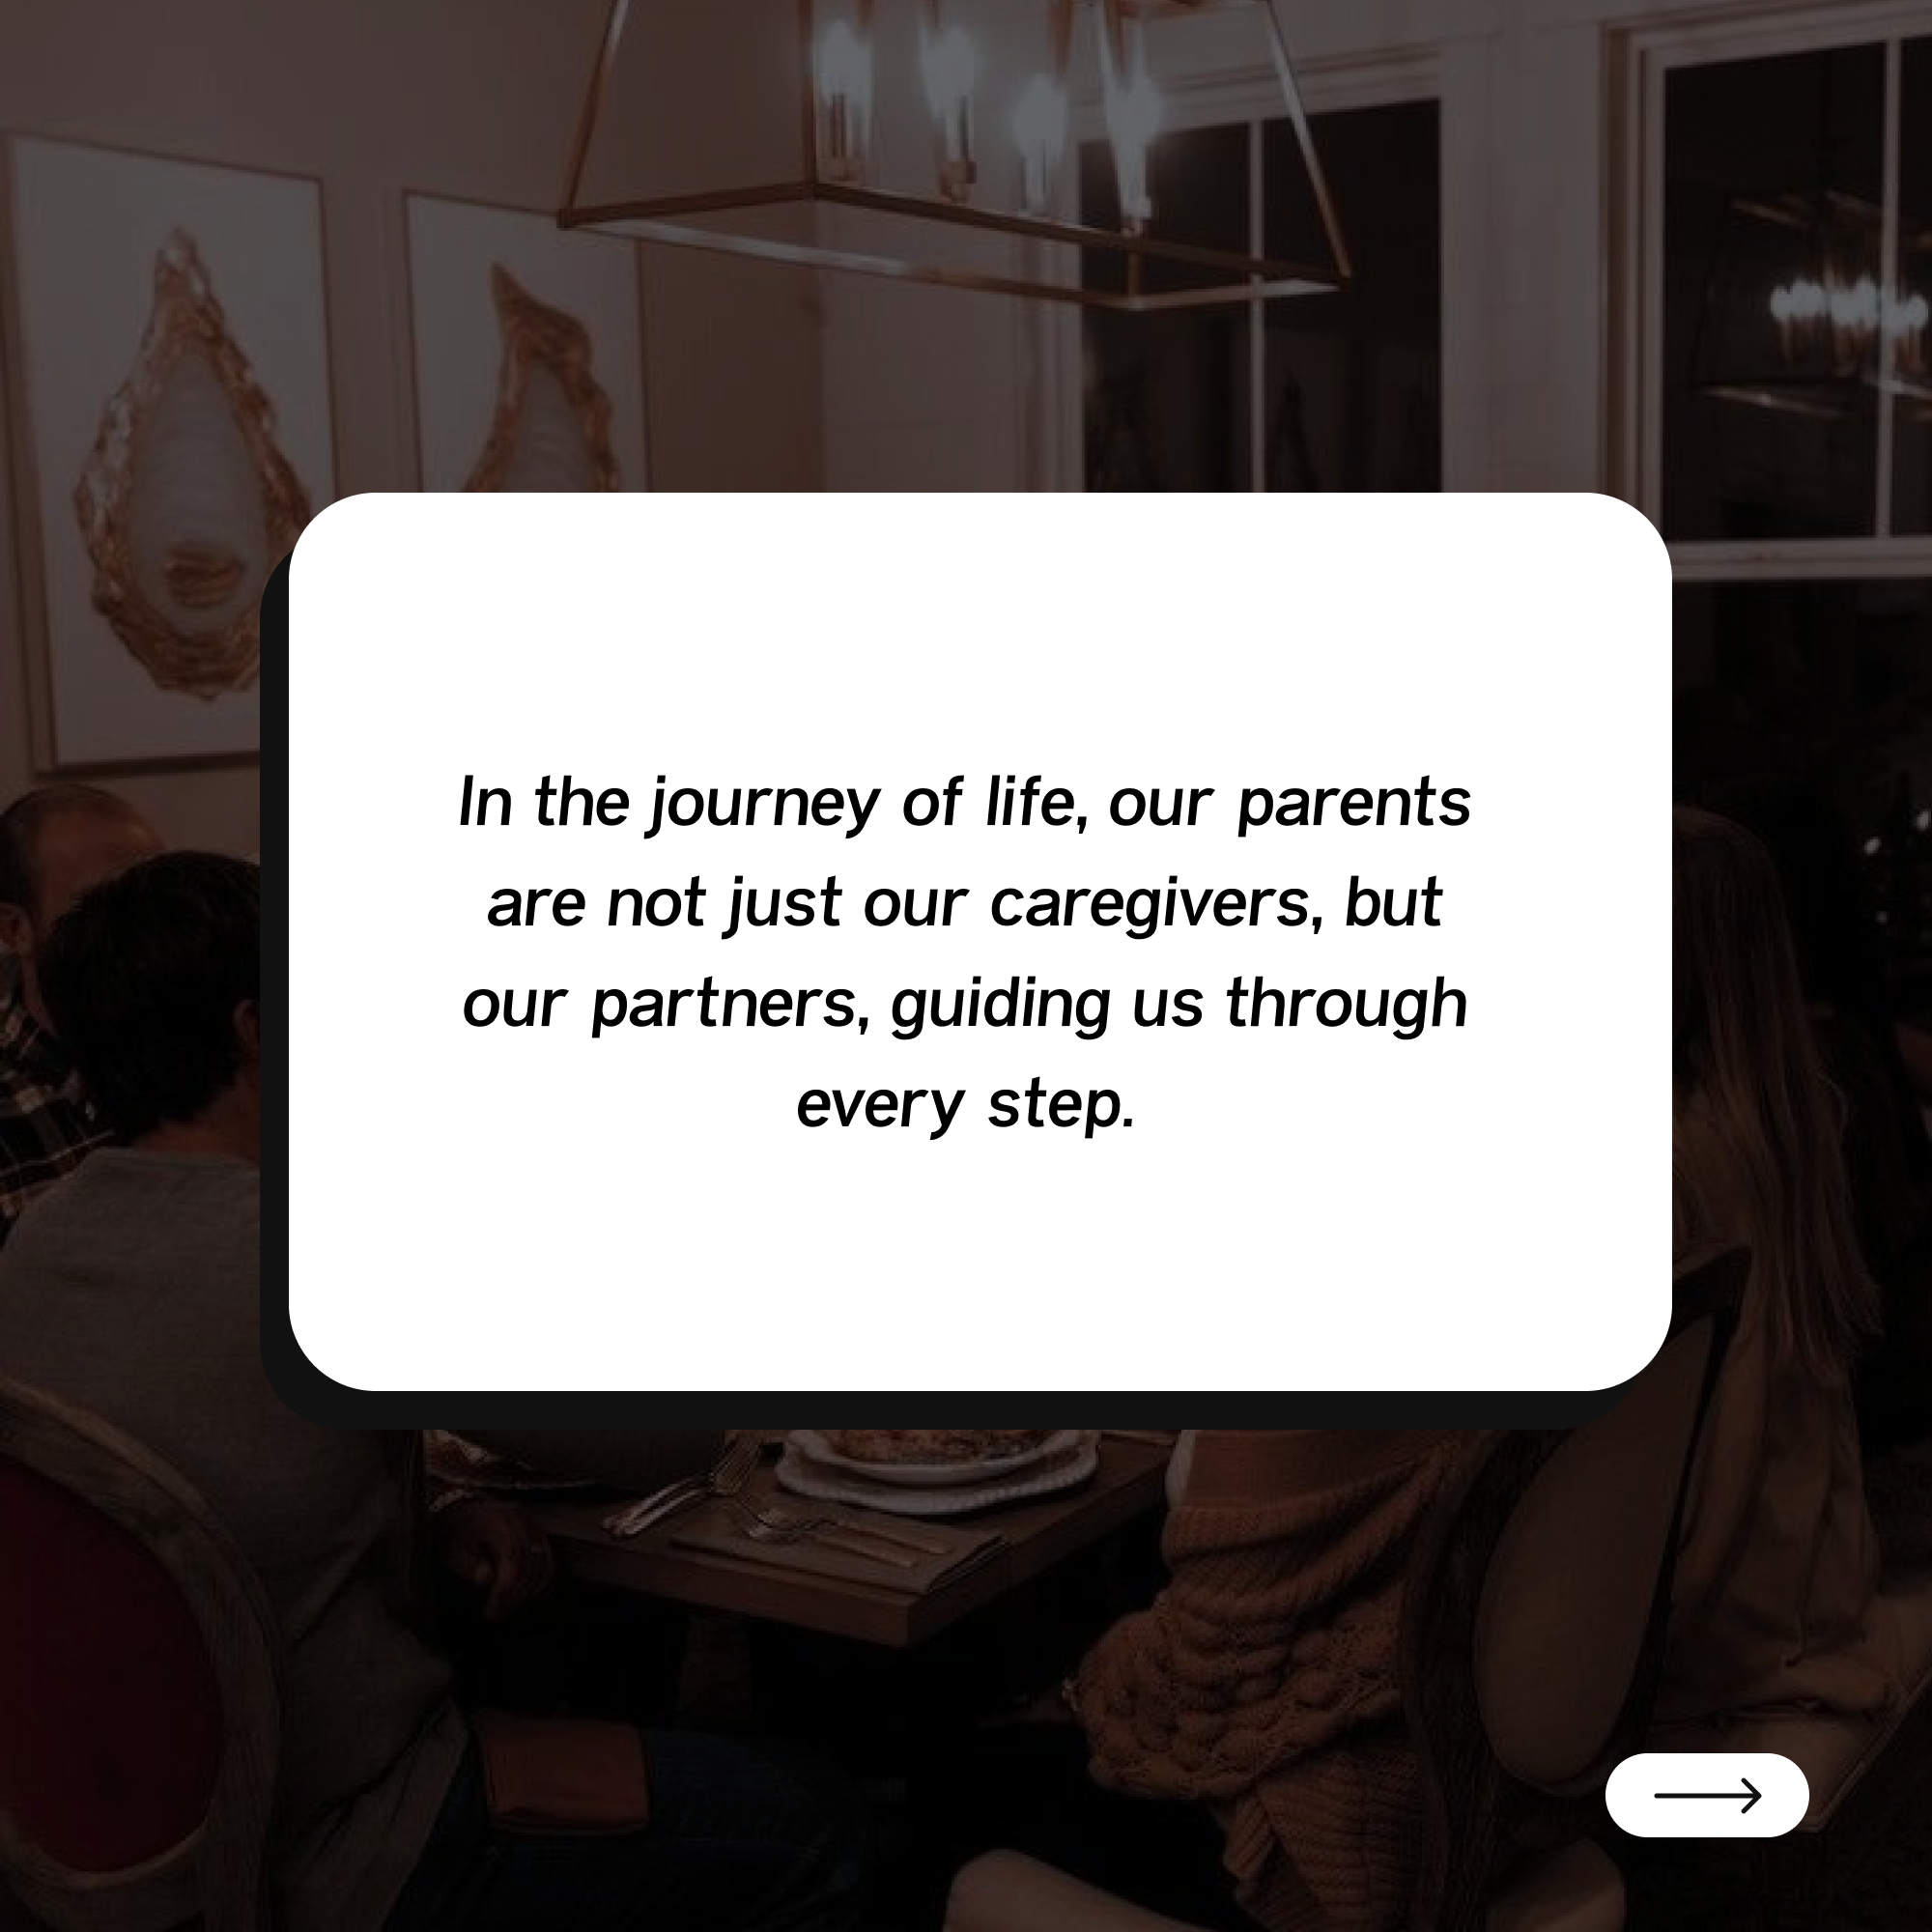 In the journey of life, our parents
are not just our caregivers, but
our partners, guiding us through
every step.